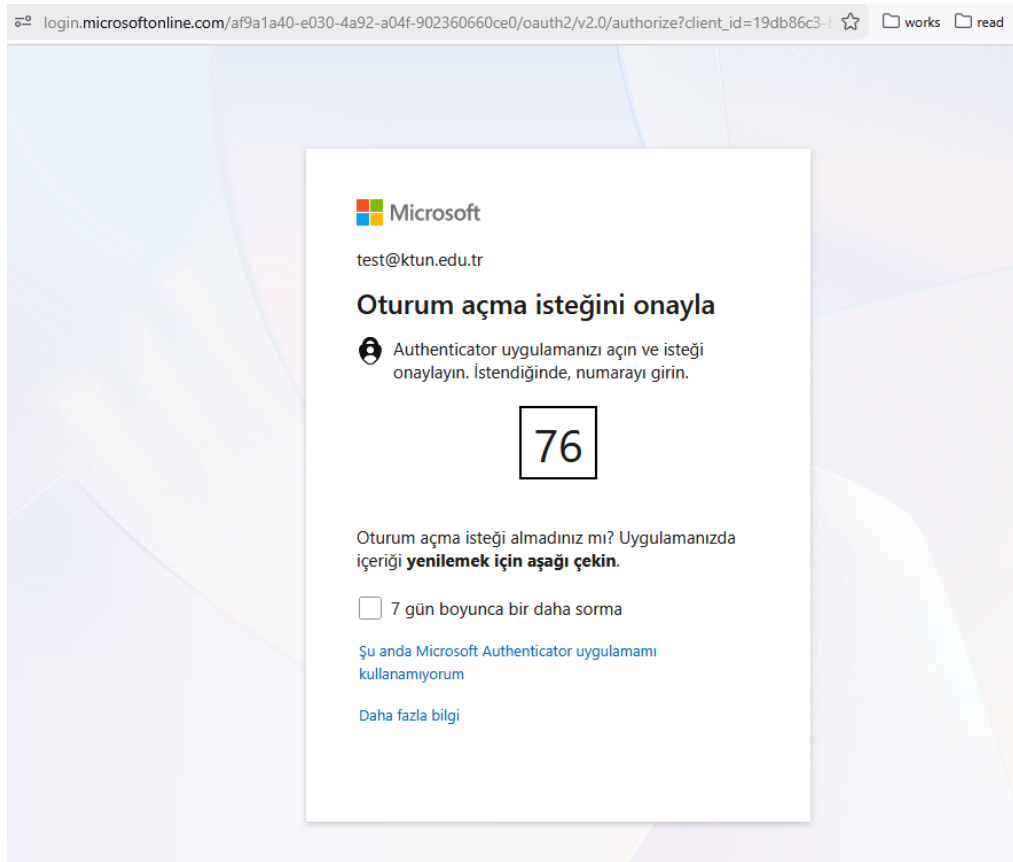 login.microsoftonline.com/af9a1a40-e030-4a92-a04f-902360660ce0/oauth2/v2.0/authorize?client_id=19db86c3- works read
Microsoft
test@ktun.edu.tr
Oturum açma isteğini onayla
Authenticator uygulamanızı açın ve isteği
onaylayın. İstendiğinde, numarayı girin.
76
Oturum açma isteği almadınız mı? Uygulamanızda
içeriği yenilemek için aşağı çekin.
7 gün boyunca bir daha sorma
Şu anda Microsoft Authenticator uygulamamı
kullanamıyorum
Daha fazla bilgi